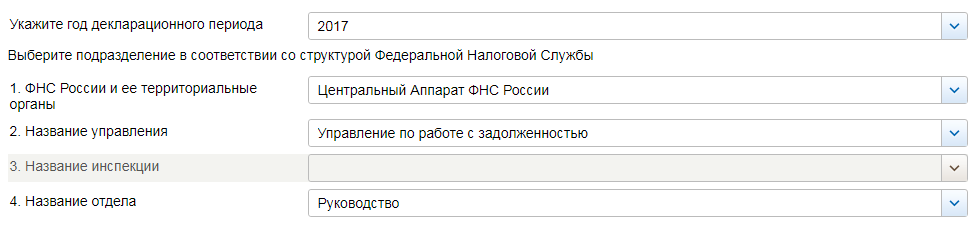 Укажите год декларационного периода
2017
Выберите подразделение в соответствии со структурой Федеральной Налоговой Службы
1. ФНС России и ее территориальные
органы
Центральный Аппарат ФНС России
2. Название управления
Управление по работе с задолженностью
3. Название инспекции
4. Название отдела
Руководство